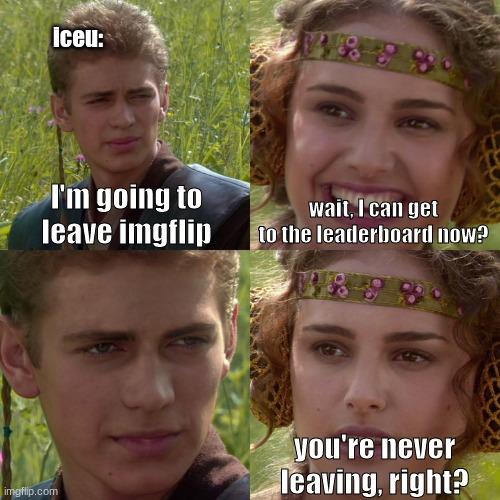 iceu:
I'm going to
leave imgflip
wait, I can get
to the leaderboard now?
you're never
leaving, right?
imgflip.com